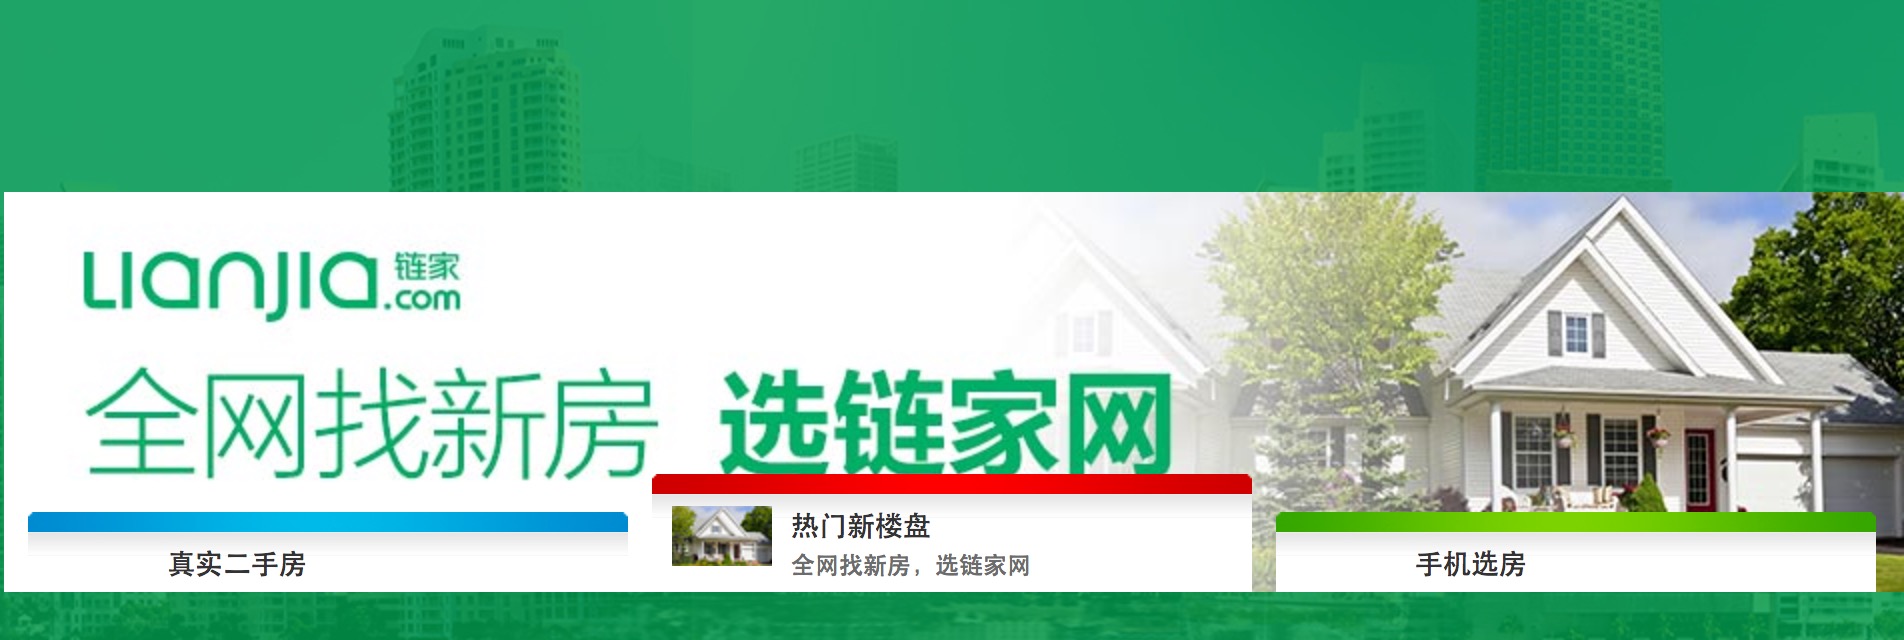 Lianjia 链家
.com
全网找新房 选链家网
真实二手房
热门新楼盘
全网找新房，选链家网
手机选房